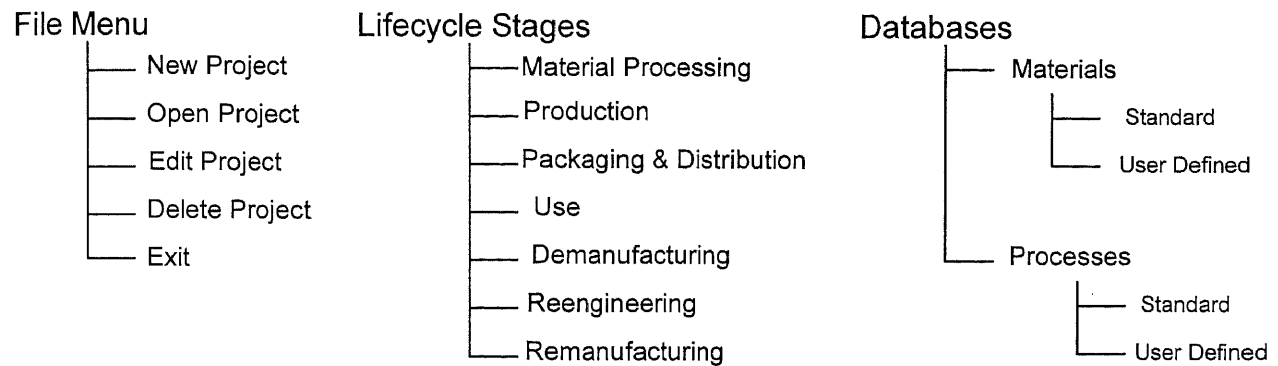 File Menu
New Project
Open Project
Edit Project
Delete Project
Exit
Lifecycle Stages
Material Processing
Production
Packaging & Distribution
Use
Demanufacturing
Reengineering
Remanufacturing
Databases
Materials
Standard
User Defined
Processes
Standard
User Defined